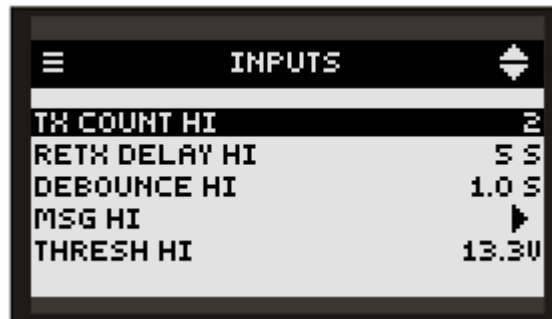 INPUTS
TX COUNT HI 2
RETX DELAY HI 5 S
DEBOUNCE HI 1.0 S
MSG HI
THRESH HI 13.3V